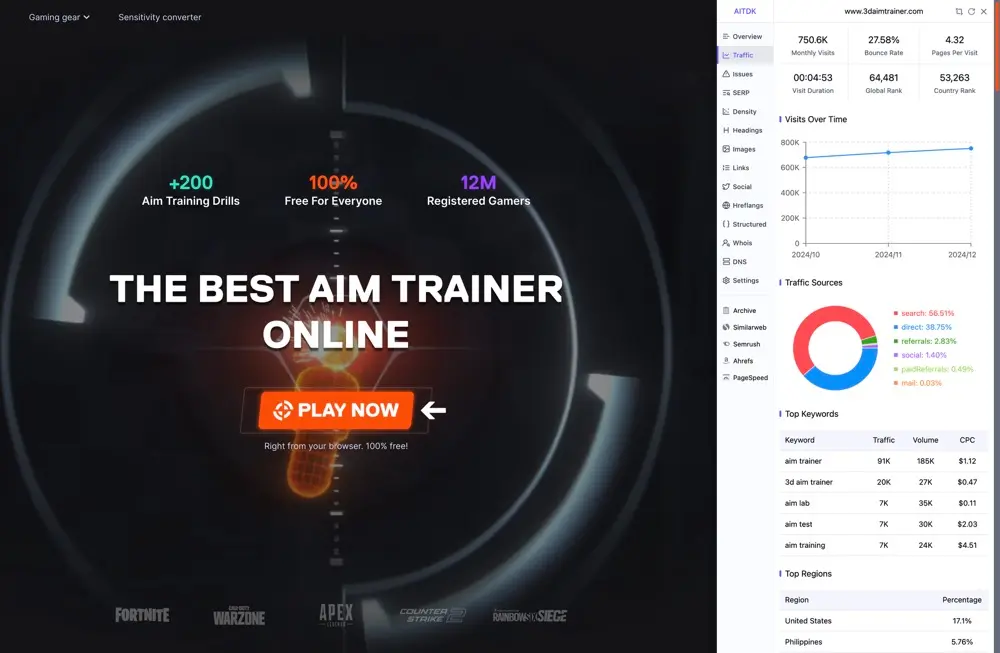 Gaming gear
Sensitivity converter
+200
Aim Training Drills
100%
Free For Everyone
12M
Registered Gamers
THE BEST AIM TRAINER
ONLINE
PLAY NOW
Right from your browser. 100% free!
FORTNITE
CALL OF DUTY
WARZONE
APEX
LEGENDS
COUNTER
STRIKE 2
RAINBOW SIX SIEGE
AITDK
Overview
Traffic
Issues
SERP
Density
Headings
Images
Links
Social
Hreflangs
Structured
Whois
DNS
Settings
Archive
Similarweb
Semrush
Ahrefs
PageSpeed
www.3daimtrainer.com
750.6K 27.58% 4.32
Monthly Visits Bounce Rate Pages Per Visit
00:04:53 64,481 53,263
Visit Duration Global Rank Country Rank
Visits Over Time
800K
600K
400K
200K
0
2024/10 2024/11 2024/12
Traffic Sources
search: 56.51%
direct: 38.75%
referrals: 2.83%
social: 1.40%
paidReferrals: 0.49%
mail: 0.03%
Top Keywords
Keyword Traffic Volume CPC
aim trainer 91K 185K $1.12
3d aim trainer 20K 27K $0.47
aim lab 7K 35K $0.11
aim test 7K 30K $2.03
aim training 7K 24K $4.51
Top Regions
Region Percentage
United States 17.1%
Philippines 5.76%